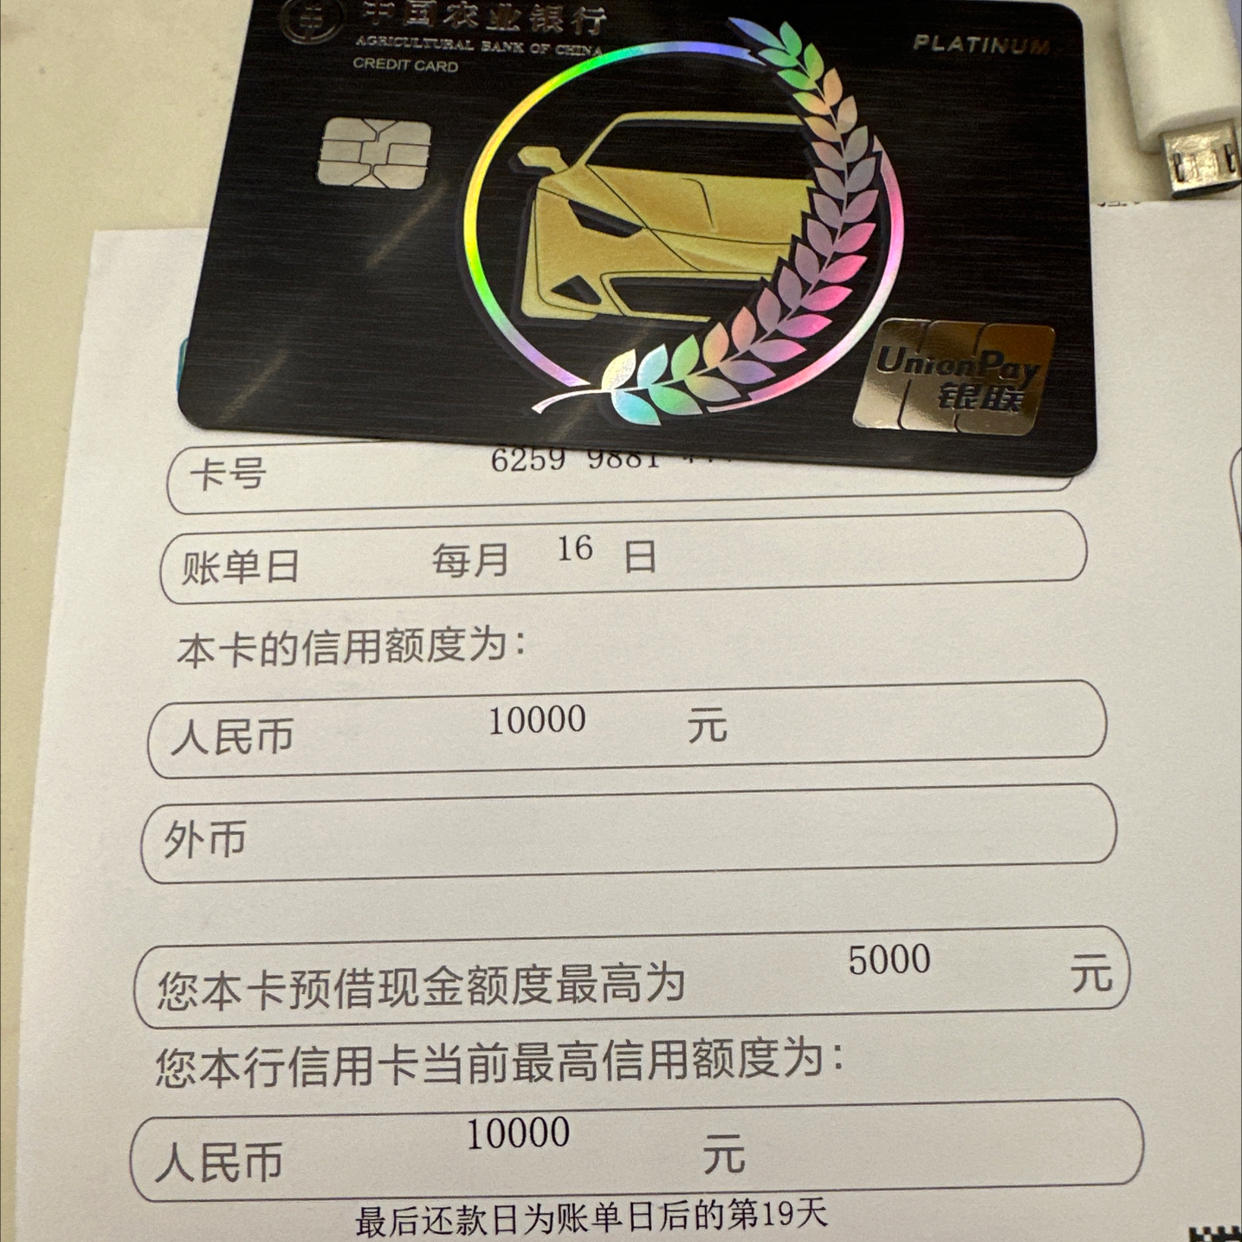 中国农业银行
AGRICULTURAL BANK OF CHINA
CREDIT CARD
PLATINUM
UnionPay
银联
卡号 6259 9881
账单日 每月 16 日
本卡的信用额度为：
人民币 10000 元
外币
您本卡预借现金额度最高为 5000 元
您本行信用卡当前最高信用额度为：
人民币 10000 元
最后还款日为账单日后的第19天